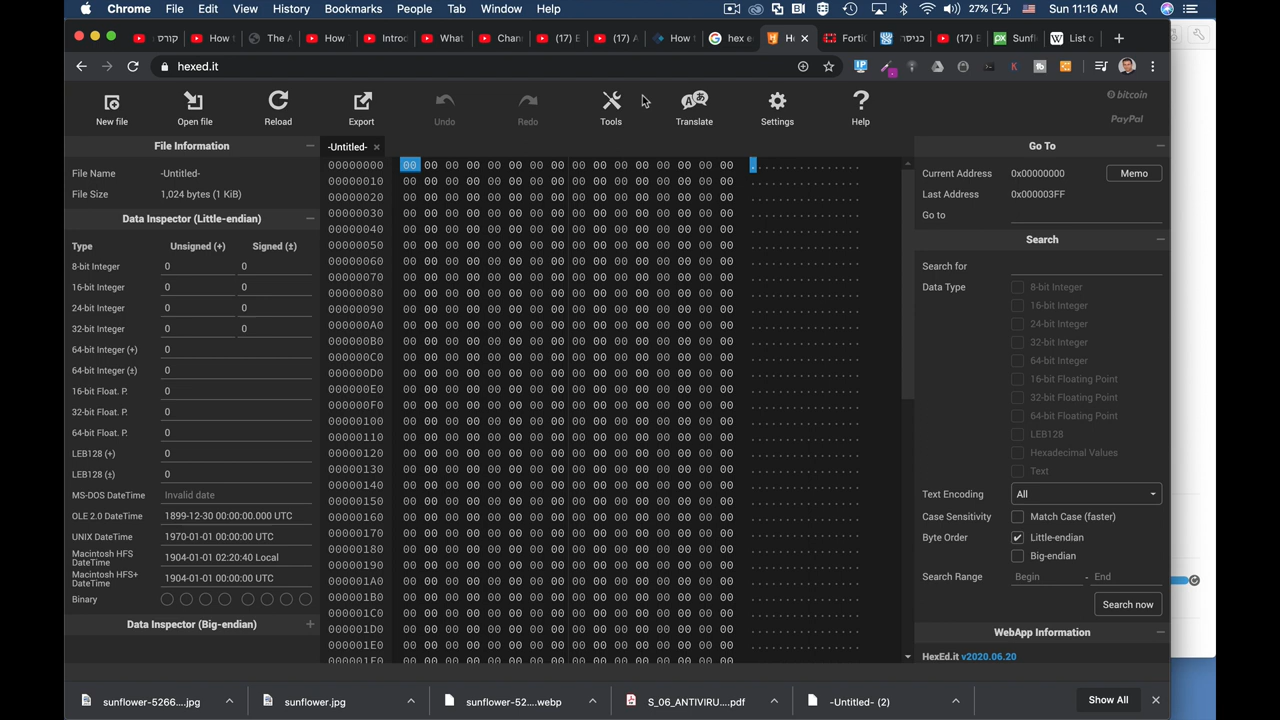 Chrome File Edit View History Bookmarks People Tab Window Help 27% Sun 11:16 AM
קורדי How The A Int Wha (17) How t hex He FortiC כניסה (17) E Sunfl List o
hexed.it
New file Open file Reload Export Undo Redo Tools Translate Settings Help
bitcoin
PayPal
File Information
File Name -Untitled-
File Size 1,024 bytes (1 KiB)
Data Inspector (Little-endian)
Type Unsigned (+) Signed (±)
8-bit Integer 0 0
16-bit Integer 0 0
24-bit Integer 0 0
32-bit Integer 0 0
64-bit Integer (+) 0
64-bit Integer (±) 0
16-bit Float. P. 0
32-bit Float. P. 0
64-bit Float. P. 0
LEB128 (+) 0
LEB128 (±) 0
MS-DOS DateTime Invalid date
OLE 2.0 DateTime 1899-12-30 00:00:00.000 UTC
UNIX DateTime 1970-01-01 00:00:00 UTC
Macintosh HFS DateTime 1904-01-01 02:20:40 Local
Macintosh HFS+ DateTime 1904-01-01 00:00:00 UTC
Binary
Data Inspector (Big-endian)
-Untitled-
00000000 00 00 00 00 00 00 00 00 00 00 00 00 00 00 00 00 ................
00000010 00 00 00 00 00 00 00 00 00 00 00 00 00 00 00 00 ................
00000020 00 00 00 00 00 00 00 00 00 00 00 00 00 00 00 00 ................
00000030 00 00 00 00 00 00 00 00 00 00 00 00 00 00 00 00 ................
00000040 00 00 00 00 00 00 00 00 00 00 00 00 00 00 00 00 ................
00000050 00 00 00 00 00 00 00 00 00 00 00 00 00 00 00 00 ................
00000060 00 00 00 00 00 00 00 00 00 00 00 00 00 00 00 00 ................
00000070 00 00 00 00 00 00 00 00 00 00 00 00 00 00 00 00 ................
00000080 00 00 00 00 00 00 00 00 00 00 00 00 00 00 00 00 ................
00000090 00 00 00 00 00 00 00 00 00 00 00 00 00 00 00 00 ................
000000A0 00 00 00 00 00 00 00 00 00 00 00 00 00 00 00 00 ................
000000B0 00 00 00 00 00 00 00 00 00 00 00 00 00 00 00 00 ................
000000C0 00 00 00 00 00 00 00 00 00 00 00 00 00 00 00 00 ................
000000D0 00 00 00 00 00 00 00 00 00 00 00 00 00 00 00 00 ................
000000E0 00 00 00 00 00 00 00 00 00 00 00 00 00 00 00 00 ................
000000F0 00 00 00 00 00 00 00 00 00 00 00 00 00 00 00 00 ................
00000100 00 00 00 00 00 00 00 00 00 00 00 00 00 00 00 00 ................
00000110 00 00 00 00 00 00 00 00 00 00 00 00 00 00 00 00 ................
00000120 00 00 00 00 00 00 00 00 00 00 00 00 00 00 00 00 ................
00000130 00 00 00 00 00 00 00 00 00 00 00 00 00 00 00 00 ................
00000140 00 00 00 00 00 00 00 00 00 00 00 00 00 00 00 00 ................
00000150 00 00 00 00 00 00 00 00 00 00 00 00 00 00 00 00 ................
00000160 00 00 00 00 00 00 00 00 00 00 00 00 00 00 00 00 ................
00000170 00 00 00 00 00 00 00 00 00 00 00 00 00 00 00 00 ................
00000180 00 00 00 00 00 00 00 00 00 00 00 00 00 00 00 00 ................
00000190 00 00 00 00 00 00 00 00 00 00 00 00 00 00 00 00 ................
000001A0 00 00 00 00 00 00 00 00 00 00 00 00 00 00 00 00 ................
000001B0 00 00 00 00 00 00 00 00 00 00 00 00 00 00 00 00 ................
000001C0 00 00 00 00 00 00 00 00 00 00 00 00 00 00 00 00 ................
000001D0 00 00 00 00 00 00 00 00 00 00 00 00 00 00 00 00 ................
000001E0 00 00 00 00 00 00 00 00 00 00 00 00 00 00 00 00 ................
000001F0 00 00 00 00 00 00 00 00 00 00 00 00 00 00 00 00
Go To
Current Address 0x00000000 Memo
Last Address 0x000003FF
Go to
Search
Search for
Data Type 8-bit Integer
16-bit Integer
24-bit Integer
32-bit Integer
64-bit Integer
16-bit Floating Point
32-bit Floating Point
64-bit Floating Point
LEB128
Hexadecimal Values
Text
Text Encoding All
Case Sensitivity Match Case (faster)
Byte Order Little-endian
Big-endian
Search Range Begin - End
Search now
WebApp Information
HexEd.it v2020.06.20
sunflower-5266....jpg sunflower.jpg sunflower-52....webp S_06_ANTIVIRU....pdf -Untitled- (2) Show All